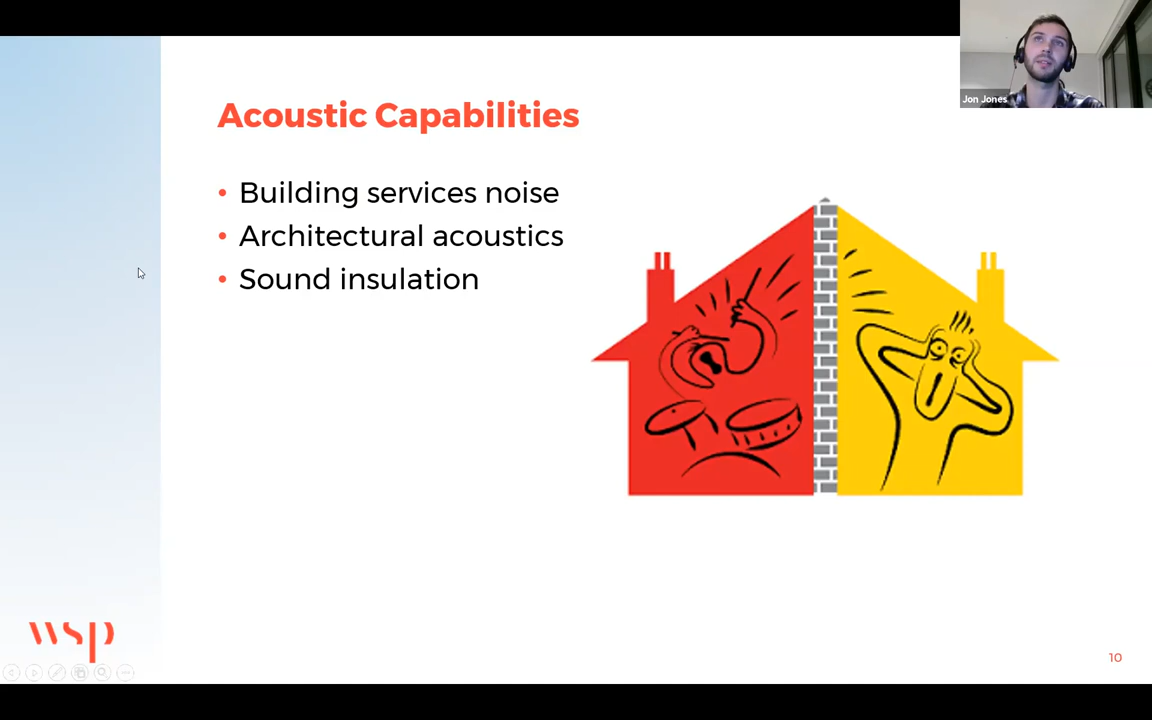 Jon Jones
Acoustic Capabilities
• Building services noise
• Architectural acoustics
• Sound insulation
wsp
10